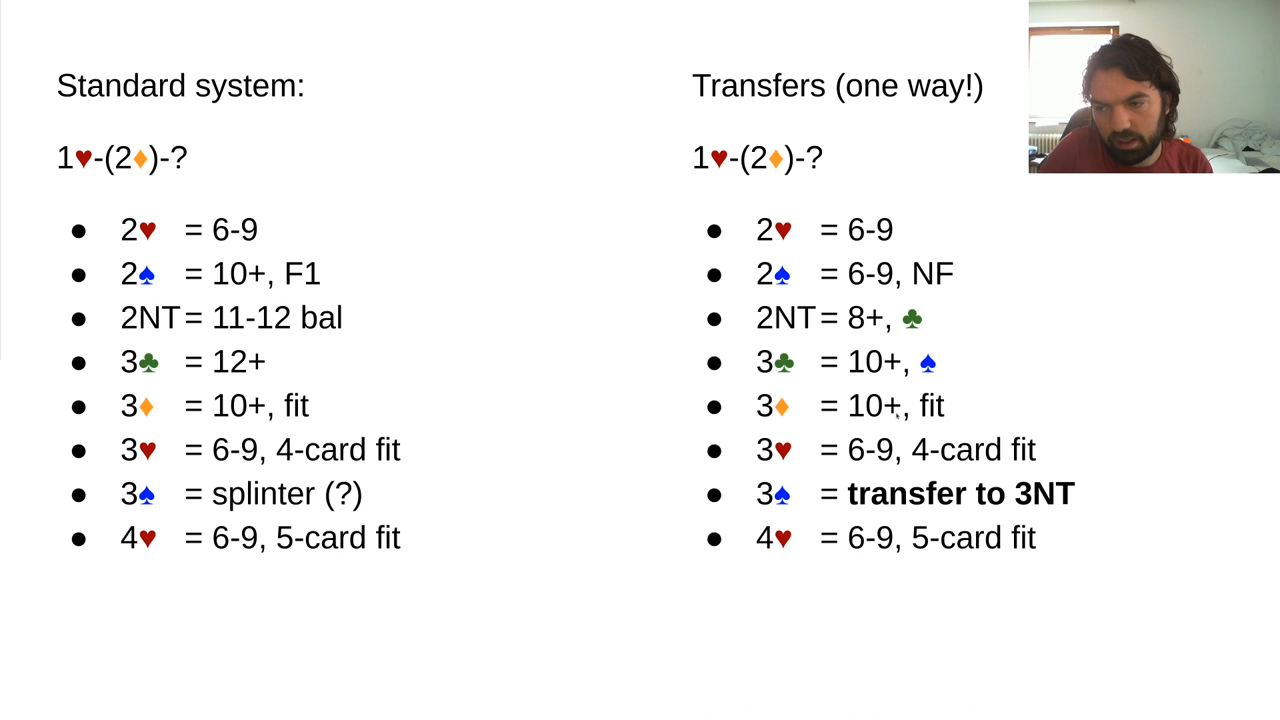 Standard system:
1♥-(2♦)-?
● 2♥ = 6-9
● 2♠ = 10+, F1
● 2NT = 11-12 bal
● 3♣ = 12+
● 3♦ = 10+, fit
● 3♥ = 6-9, 4-card fit
● 3♠ = splinter (?)
● 4♥ = 6-9, 5-card fit
Transfers (one way!)
1♥-(2♦)-?
● 2♥ = 6-9
● 2♠ = 6-9, NF
● 2NT = 8+, ♣
● 3♣ = 10+, ♠
● 3♦ = 10+, fit
● 3♥ = 6-9, 4-card fit
● 3♠ = transfer to 3NT
● 4♥ = 6-9, 5-card fit